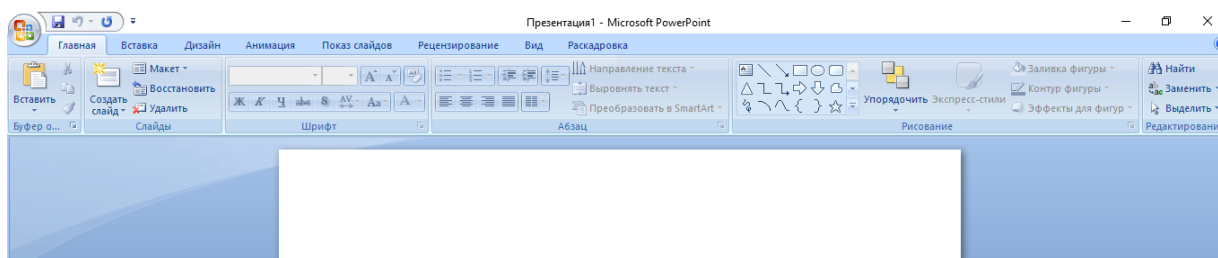 Презентация1 - Microsoft PowerPoint
Главная Вставка Дизайн Анимация Показ слайдов Рецензирование Вид Раскадровка
Вставить
Создать слайд
Макет
Восстановить
Удалить
Ж К Ч abe S AV Aa A
Направление текста
Выровнять текст
Преобразовать в SmartArt
Упорядочить Экспресс-стили
Заливка фигуры
Контур фигуры
Эффекты для фигур
Найти
Заменить
Выделить
Буфер о... Слайды Шрифт Абзац Рисование Редактировани